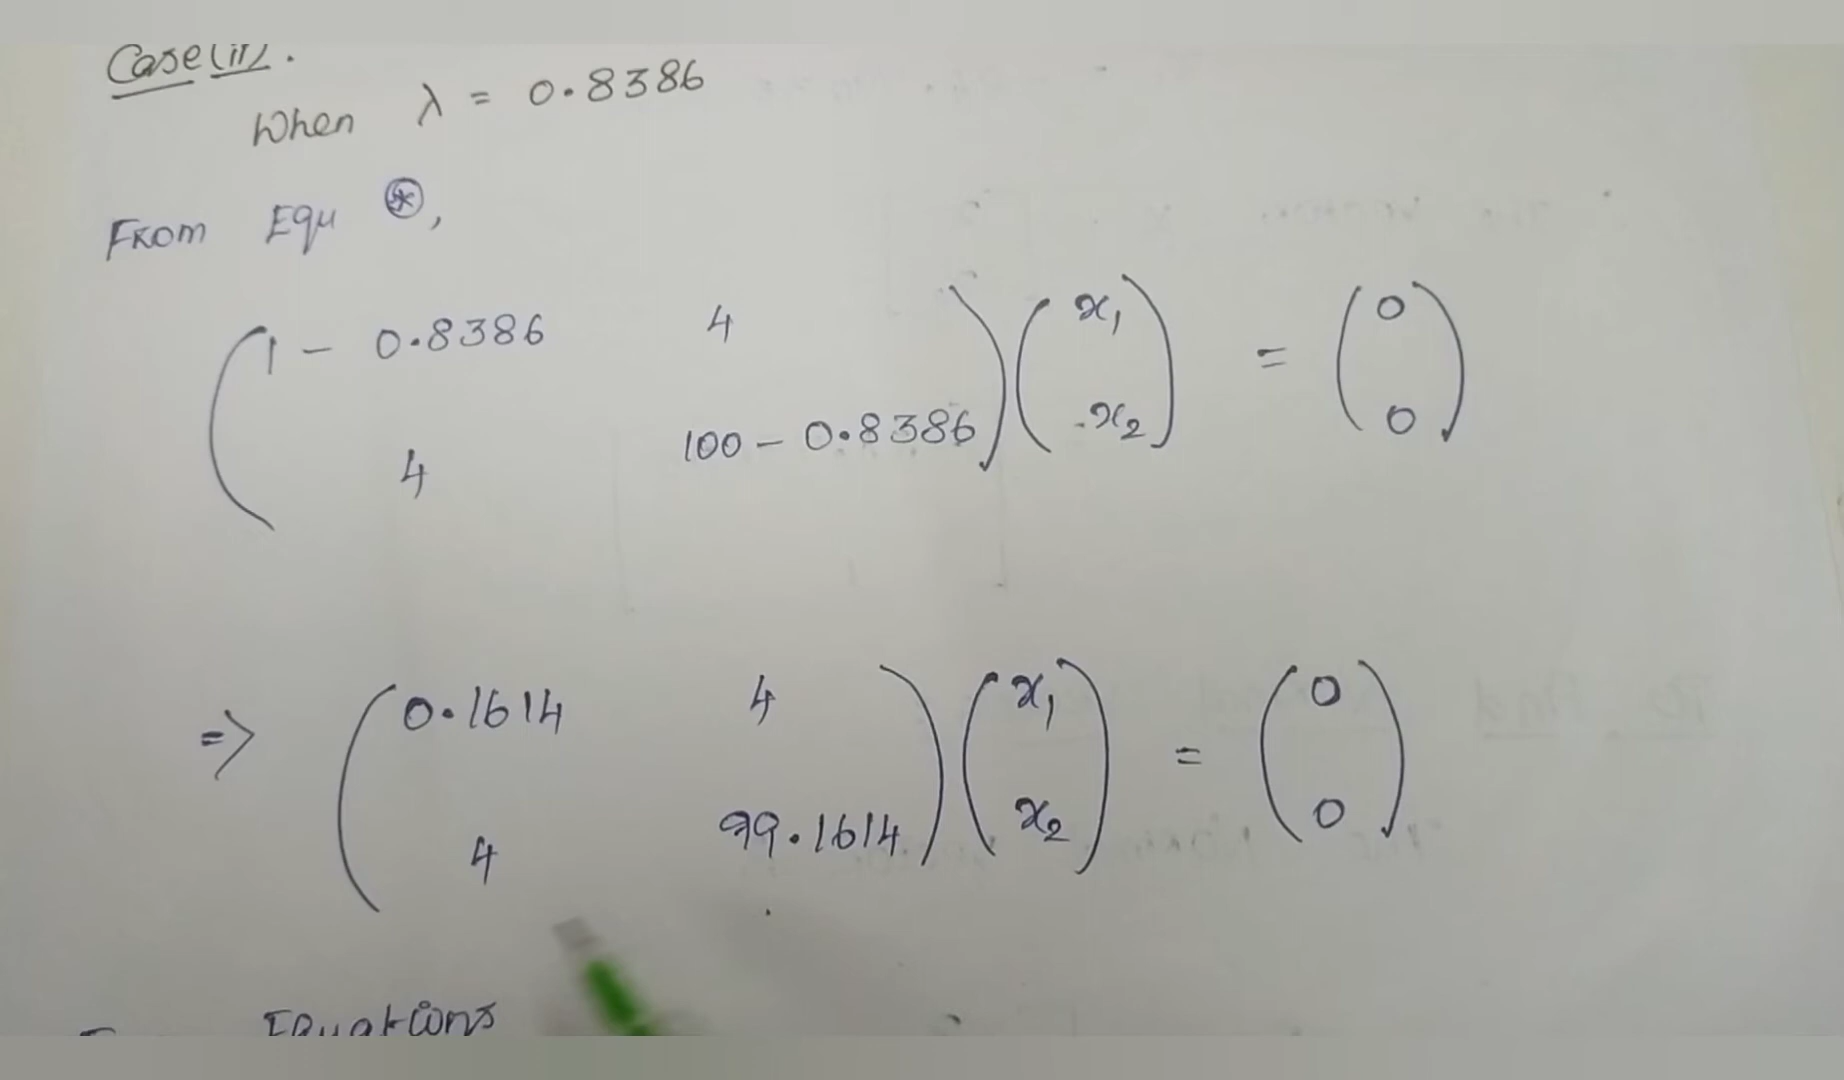 Case (ii).
When λ = 0.8386
From Equ ⊛,
( 1 - 0.8386 4 ) ( x₁ ) = ( 0 )
( 4 100 - 0.8386 ) ( x₂ ) ( 0 )
=> ( 0.1614 4 ) ( x₁ ) = ( 0 )
( 4 99.1614 ) ( x₂ ) ( 0 )
Equations